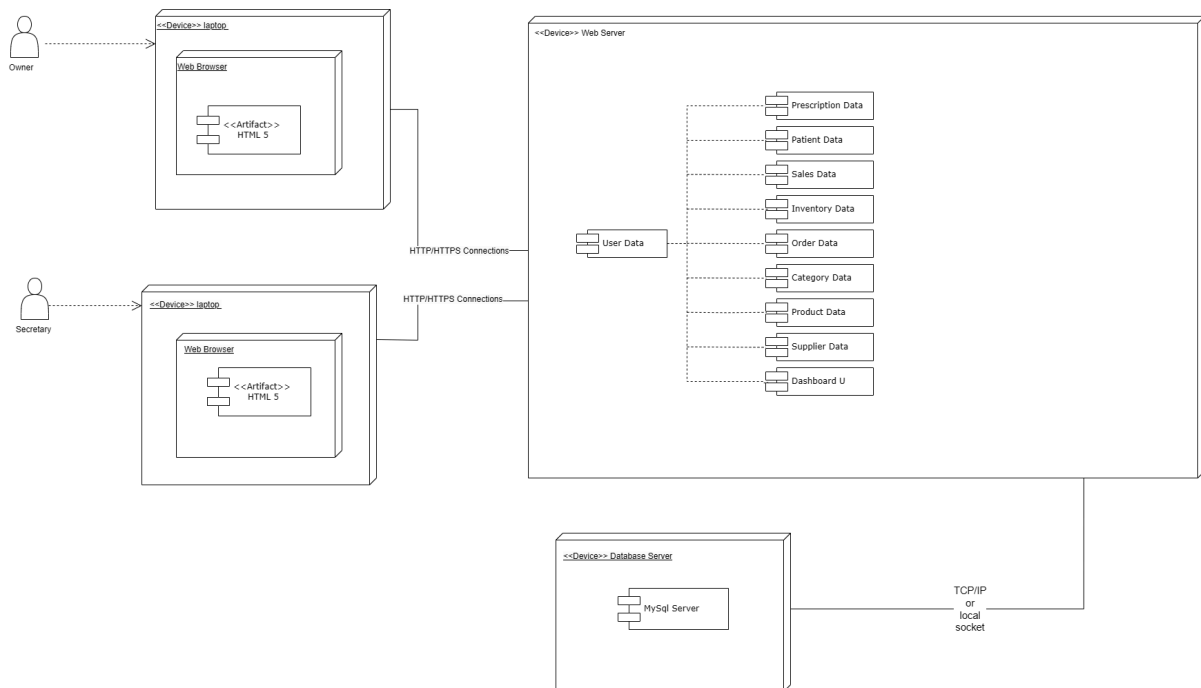 Owner
<<Device>> laptop
Web Browser
<<Artifact>>
HTML 5
HTTP/HTTPS Connections
Secretary
<<Device>> laptop
Web Browser
<<Artifact>>
HTML 5
HTTP/HTTPS Connections
<<Device>> Web Server
User Data
Prescription Data
Patient Data
Sales Data
Inventory Data
Order Data
Category Data
Product Data
Supplier Data
Dashboard U
<<Device>> Database Server
MySql Server
TCP/IP
or
local
socket